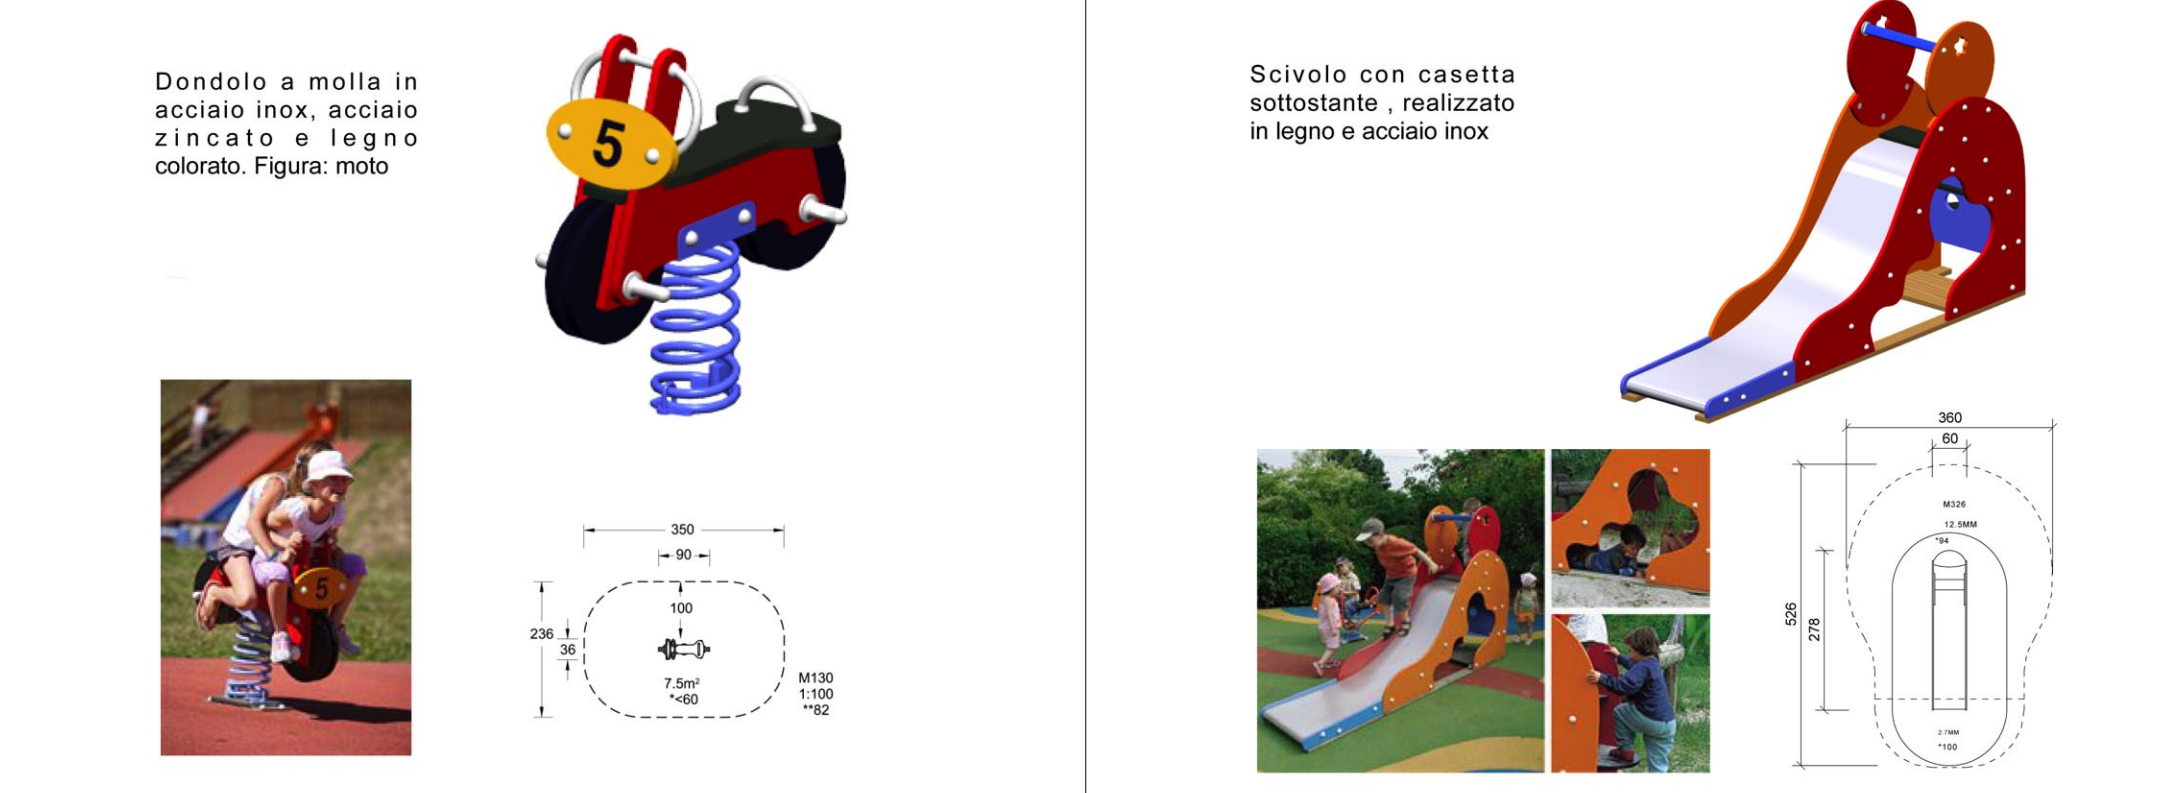 Dondolo a molla in
acciaio inox, acciaio
zincato e legno
colorato. Figura: moto
5
5
350
90
100
236
36
7.5m²
*<60
M130
1:100
**82
Scivolo con casetta
sottostante , realizzato
in legno e acciaio inox
360
60
M326
12.5MM
*94
526
278
2.7MM
*100